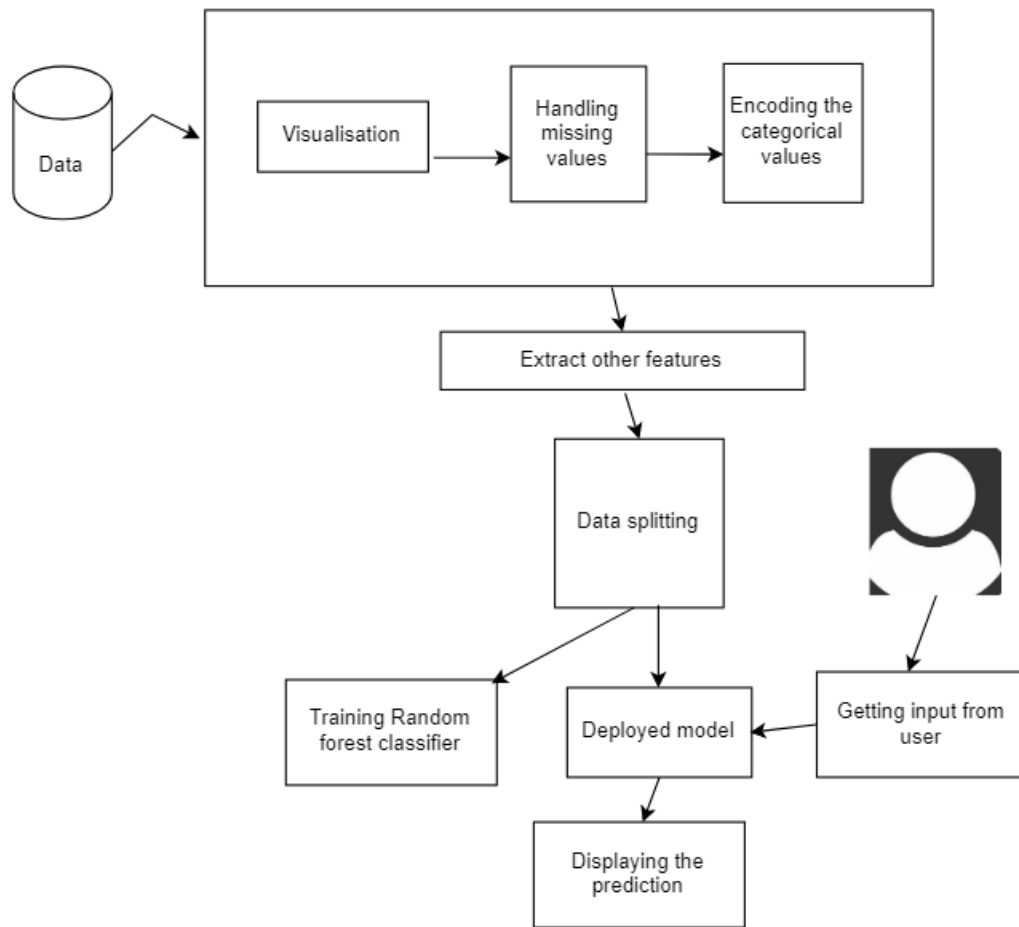 Data
Visualisation
Handling
missing
values
Encoding the
categorical
values
Extract other features
Data splitting
Training Random
forest classifier
Deployed model
Getting input from
user
Displaying the
prediction